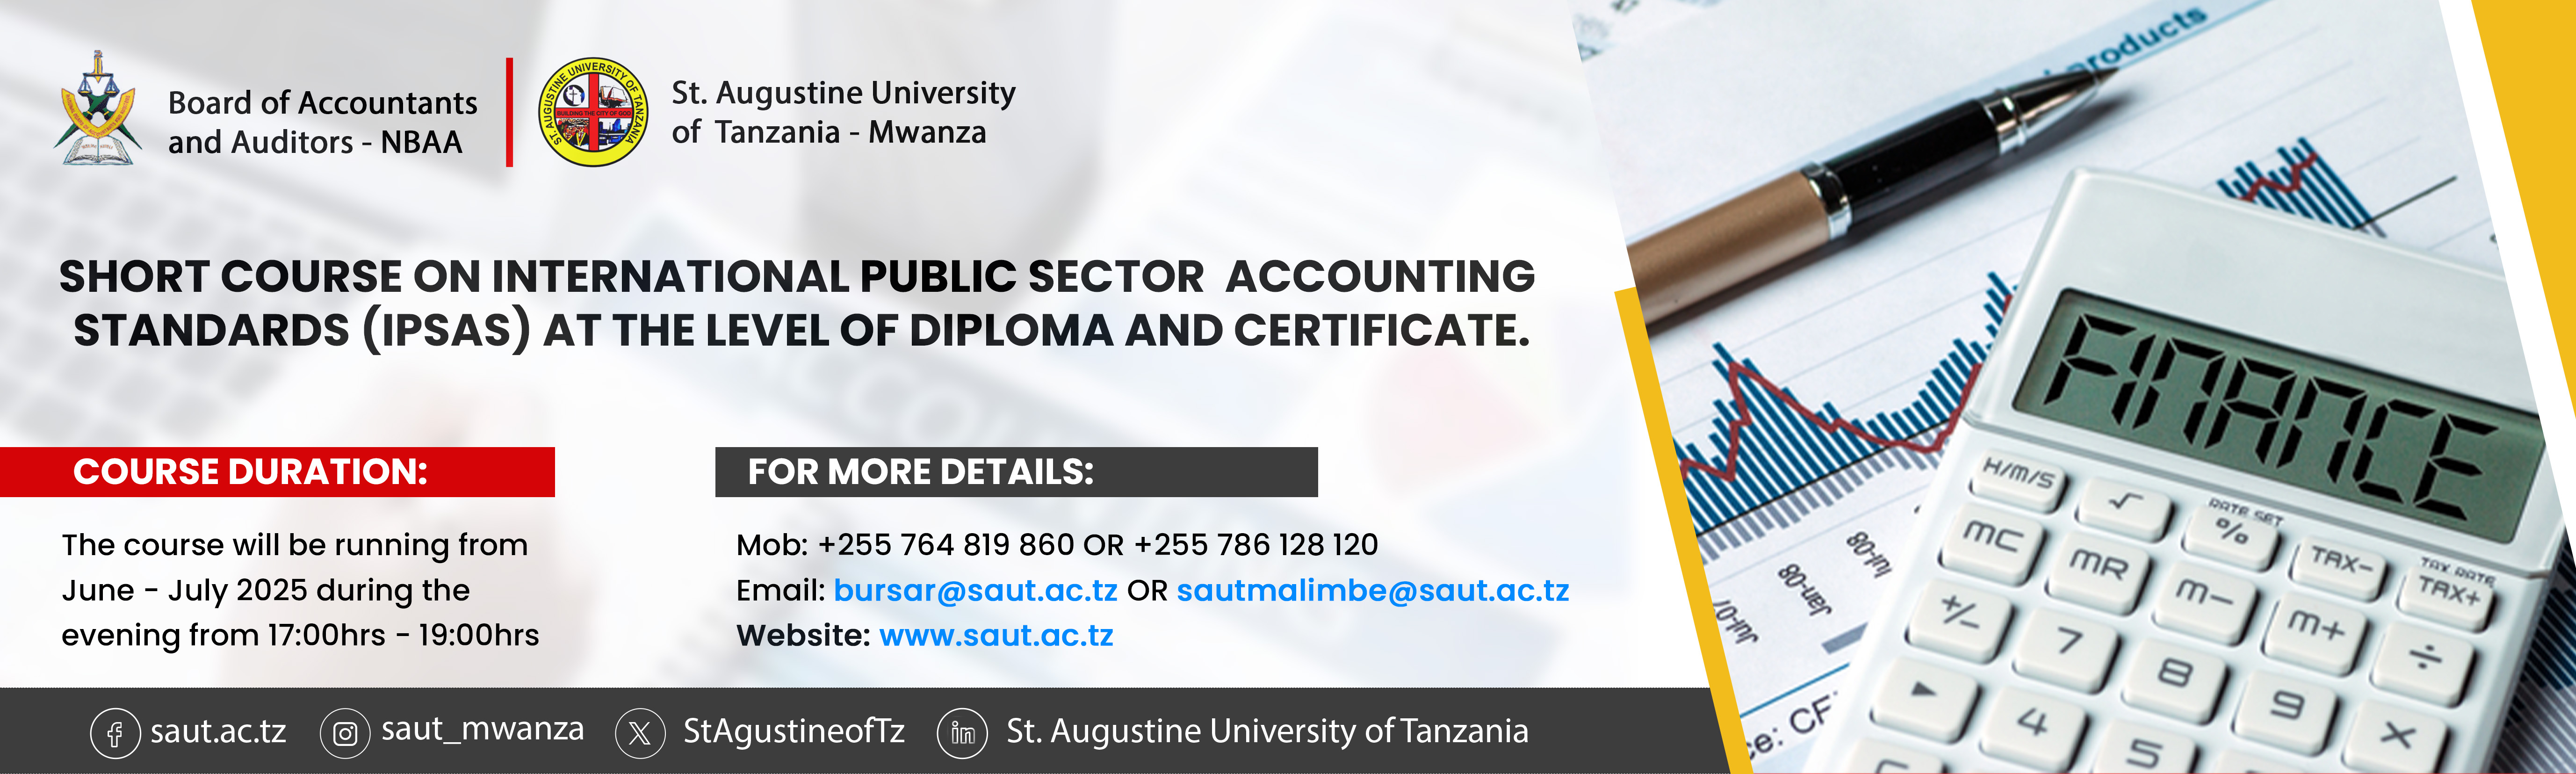 Board of Accountants
and Auditors - NBAA
ST. AUGUSTINE UNIVERSITY OF TANZANIA
BUILDING THE CITY OF GOD
St. Augustine University
of Tanzania - Mwanza
SHORT COURSE ON INTERNATIONAL PUBLIC SECTOR ACCOUNTING
STANDARDS (IPSAS) AT THE LEVEL OF DIPLOMA AND CERTIFICATE.
COURSE DURATION:
The course will be running from
June - July 2025 during the
evening from 17:00hrs - 19:00hrs
FOR MORE DETAILS:
Mob: +255 764 819 860 OR +255 786 128 120
Email: bursar@saut.ac.tz OR sautmalimbe@saut.ac.tz
Website: www.saut.ac.tz
saut.ac.tz
saut_mwanza
StAgustineofTz
in
St. Augustine University of Tanzania
products
FINANCE
H/M/S √ RATE SET % TAX- TAX RATE TAX+
MC MR M- M+ ÷
+/- 7 8 9 ×
4 5
Jul-07
Jan-08
Jul-08
ce: CF